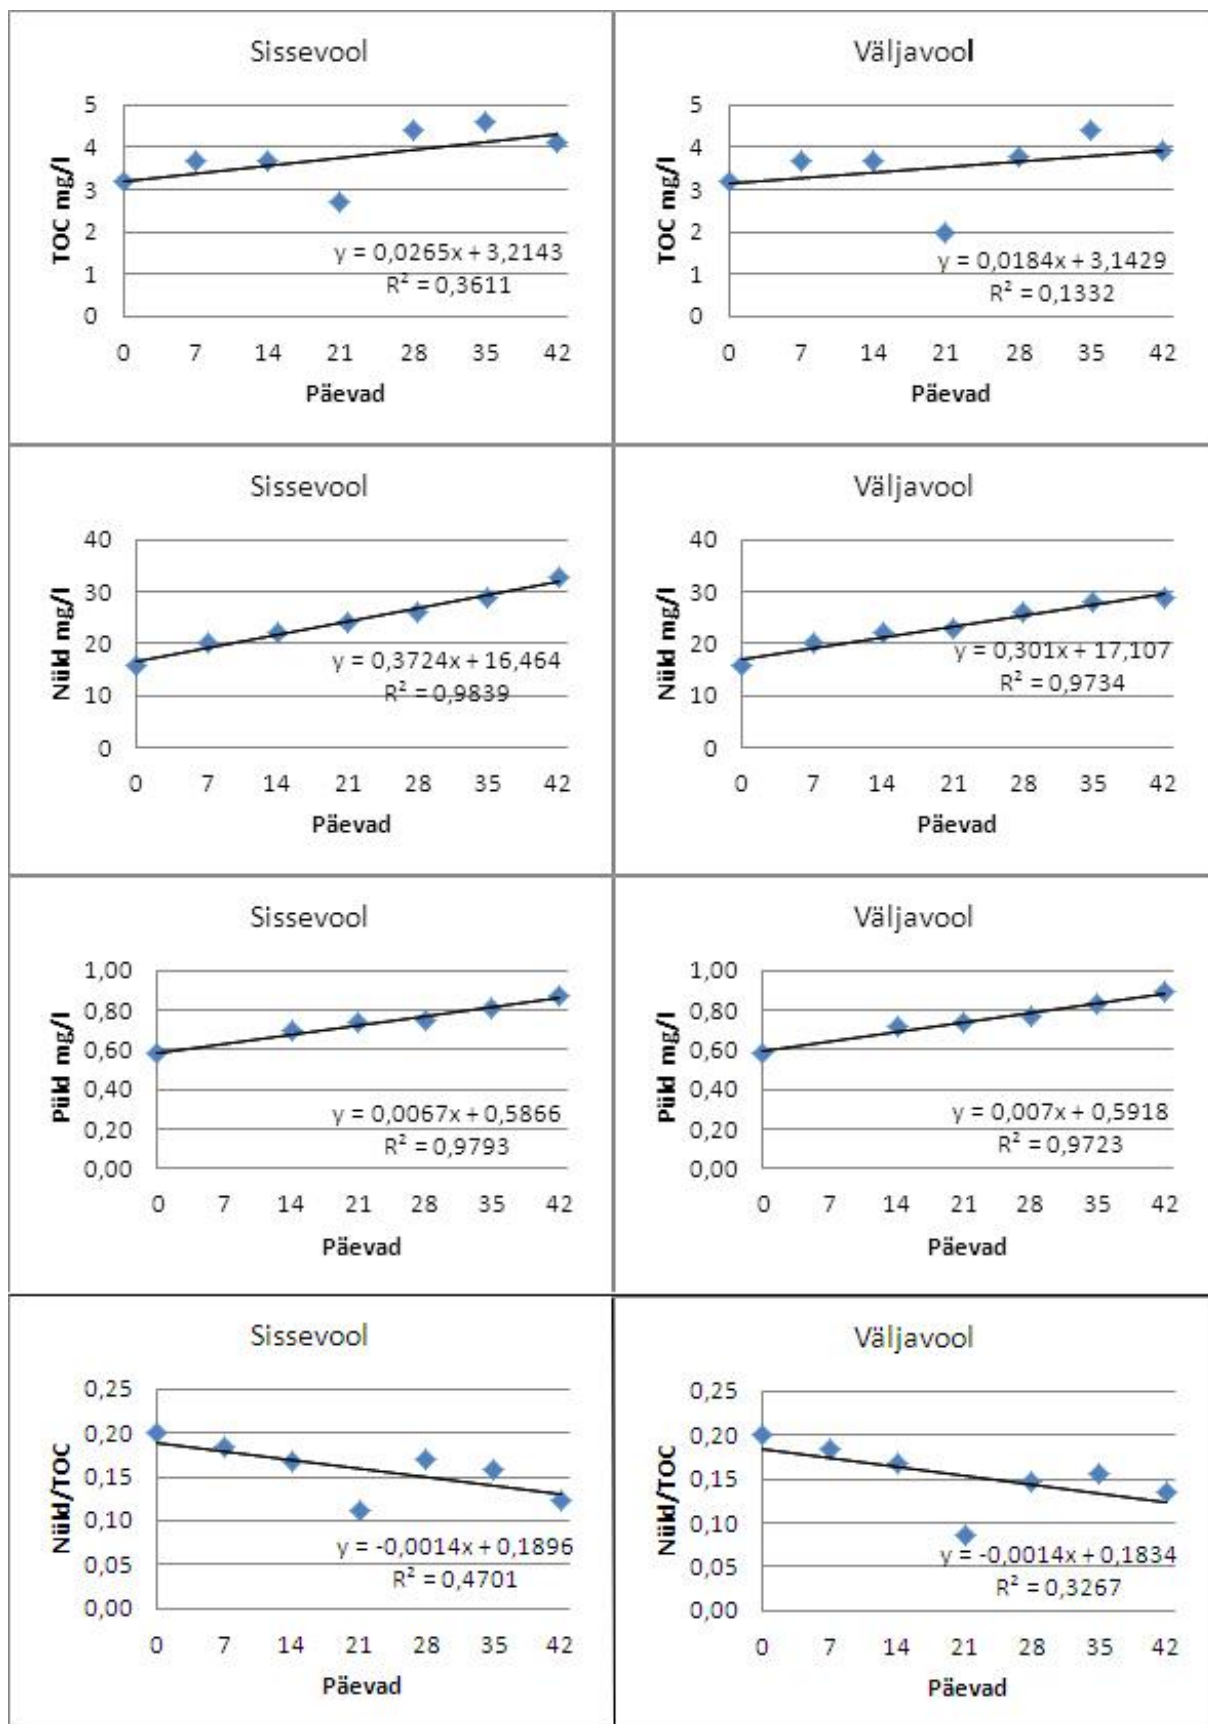 Sissevool
TOC mg/l
5
4
3
2
1
0
y = 0,0265x + 3,2143
R² = 0,3611
0 7 14 21 28 35 42
Päevad
Väljavool
TOC mg/l
5
4
3
2
1
0
y = 0,0184x + 3,1429
R² = 0,1332
0 7 14 21 28 35 42
Päevad
Sissevool
Nüld mg/l
40
30
20
10
0
y = 0,3724x + 16,464
R² = 0,9839
0 7 14 21 28 35 42
Päevad
Väljavool
Nüld mg/l
40
30
20
10
0
y = 0,301x + 17,107
R² = 0,9734
0 7 14 21 28 35 42
Päevad
Sissevool
Püld mg/l
1,00
0,80
0,60
0,40
0,20
0,00
y = 0,0067x + 0,5866
R² = 0,9793
0 7 14 21 28 35 42
Päevad
Väljavool
Püld mg/l
1,00
0,80
0,60
0,40
0,20
0,00
y = 0,007x + 0,5918
R² = 0,9723
0 7 14 21 28 35 42
Päevad
Sissevool
Nüld/TOC
0,25
0,20
0,15
0,10
0,05
0,00
y = -0,0014x + 0,1896
R² = 0,4701
0 7 14 21 28 35 42
Päevad
Väljavool
Nüld/TOC
0,25
0,20
0,15
0,10
0,05
0,00
y = -0,0014x + 0,1834
R² = 0,3267
0 7 14 21 28 35 42
Päevad